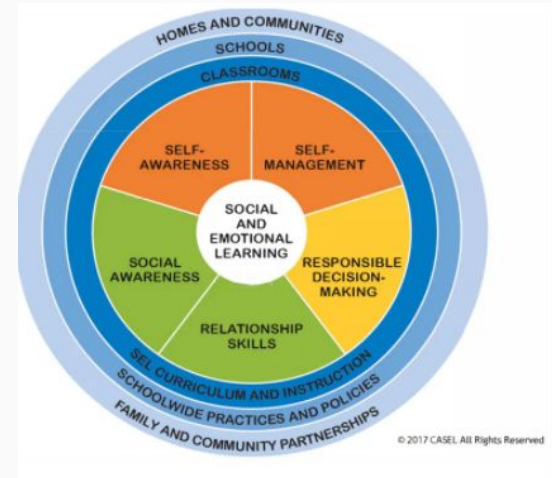 HOMES AND COMMUNITIES
SCHOOLS
CLASSROOMS
SELF-
AWARENESS
SELF-
MANAGEMENT
SOCIAL
AND
EMOTIONAL
LEARNING
SOCIAL
AWARENESS
RESPONSIBLE
DECISION-
MAKING
RELATIONSHIP
SKILLS
SEL CURRICULUM AND INSTRUCTION
SCHOOLWIDE PRACTICES AND POLICIES
FAMILY AND COMMUNITY PARTNERSHIPS
© 2017 CASEL All Rights Reserved